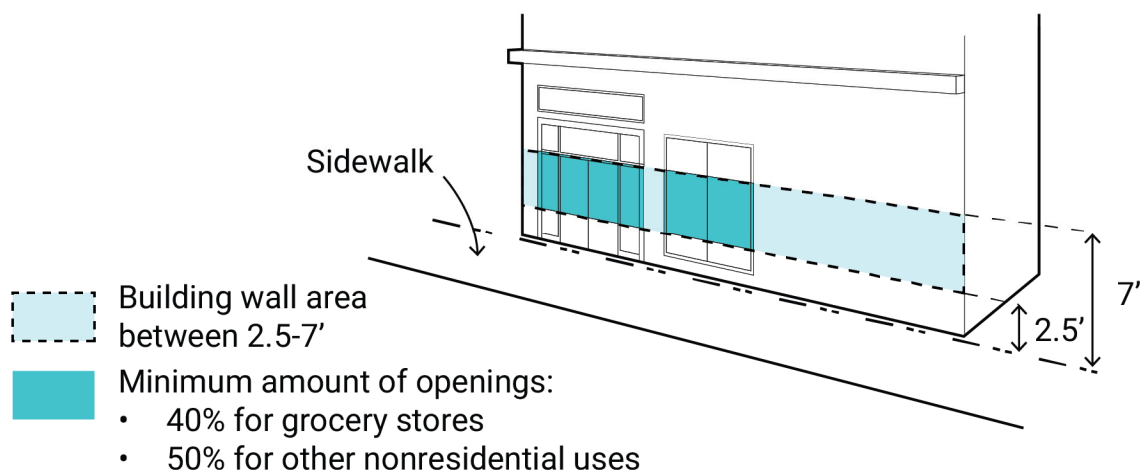 Sidewalk
7’
2.5’
Building wall area
between 2.5-7’
Minimum amount of openings:
• 40% for grocery stores
• 50% for other nonresidential uses